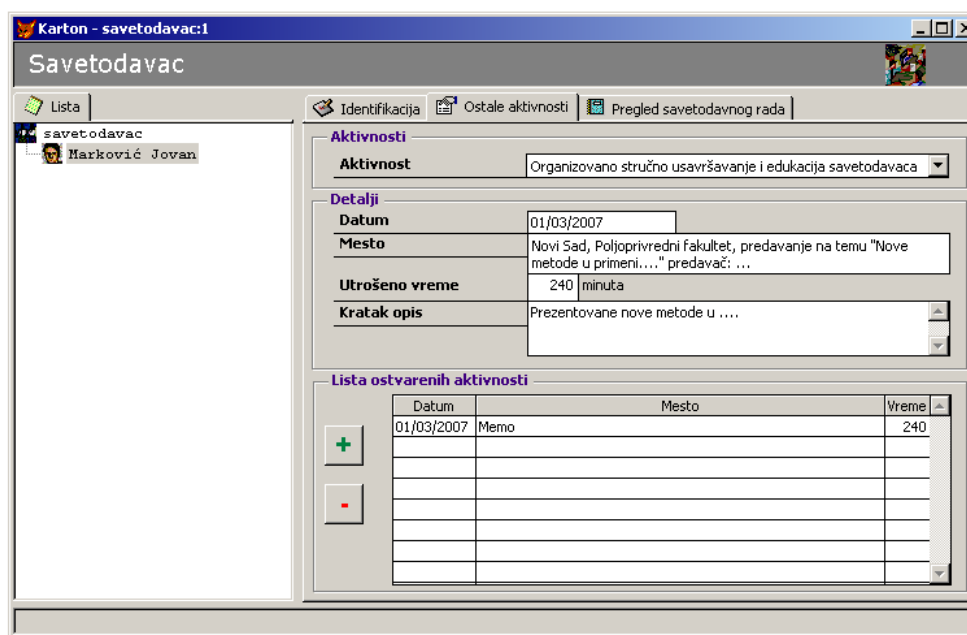 Karton - savetodavac:1
Savetodavac
Lista
Identifikacija
Ostale aktivnosti
Pregled savetodavnog rada
savetodavac
Marković Jovan
Aktivnosti
Aktivnost
Organizovano stručno usavršavanje i edukacija savetodavaca
Detalji
Datum
01/03/2007
Mesto
Novi Sad, Poljoprivredni fakultet, predavanje na temu "Nove
metode u primeni...." predavač: ...
Utrošeno vreme
240 minuta
Kratak opis
Prezentovane nove metode u ....
Lista ostvarenih aktivnosti
Datum Mesto Vreme
01/03/2007 Memo 240
+
-